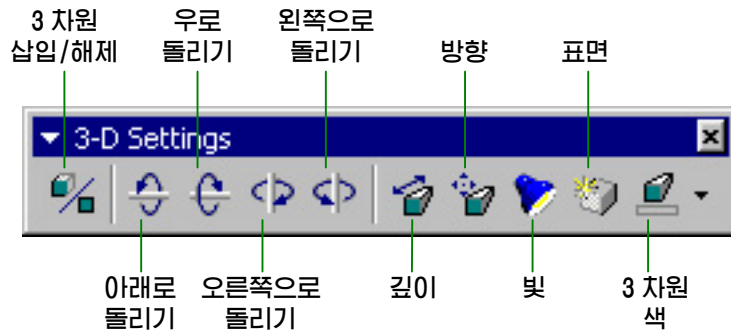 3 차원
삽입/해제
우로
돌리기
왼쪽으로
돌리기
방향
표면
3-D Settings
아래로
돌리기
오른쪽으로
돌리기
깊이
빛
3 차원
색